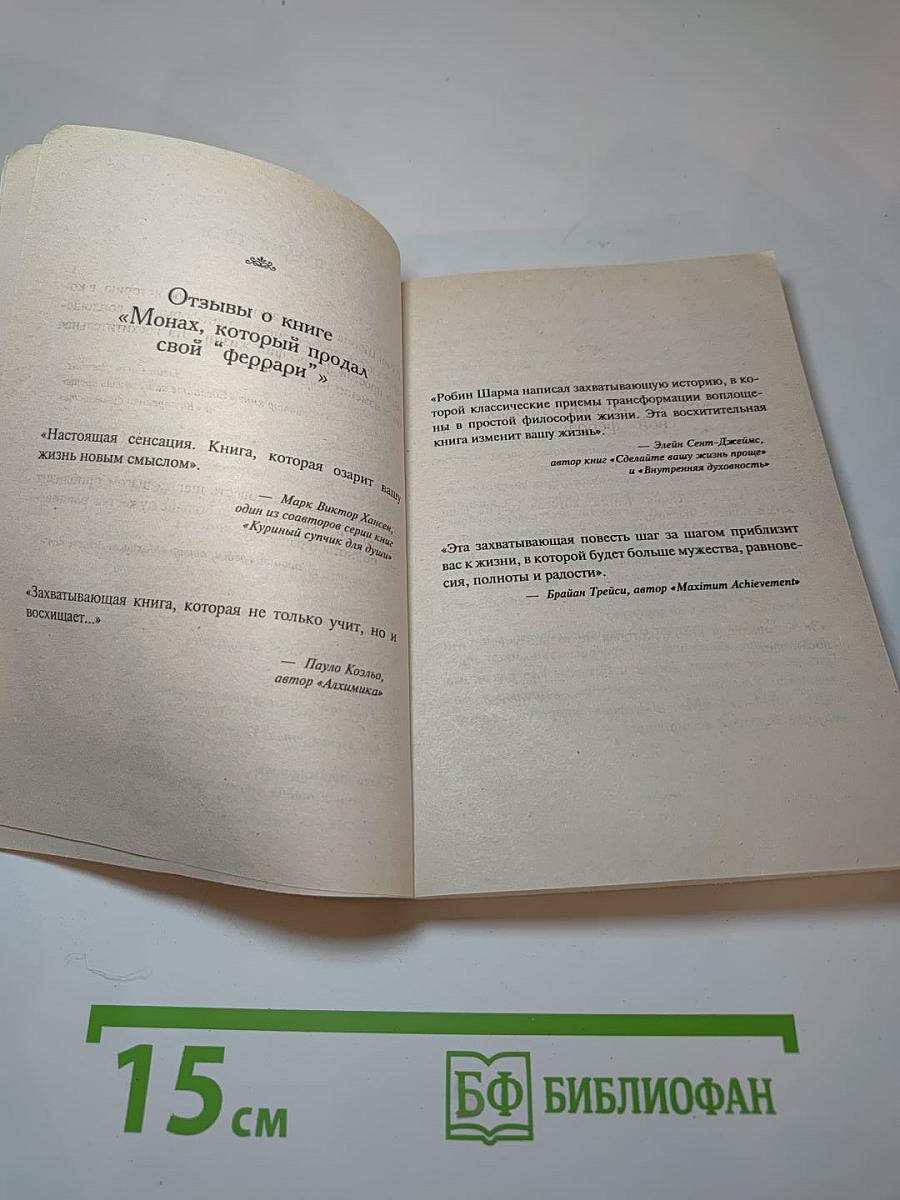 Отзывы о книге
«Монах, который продал
свой “феррари”»
«Настоящая сенсация. Книга, которая озарит вашу
жизнь новым смыслом».
— Марк Виктор Хансен,
один из соавторов серии книг
«Куриный супчик для души»
«Захватывающая книга, которая не только учит, но и
восхищает...»
— Пауло Коэльо,
автор «Алхимика»
«Робин Шарма написал захватывающую историю, в ко-
торой классические приемы трансформации воплоще-
ны в простой философии жизни. Эта восхитительная
книга изменит вашу жизнь».
— Элейн Сент-Джеймс,
автор книг «Сделайте вашу жизнь проще»
и «Внутренняя духовность»
«Эта захватывающая повесть шаг за шагом приблизит
вас к жизни, в которой будет больше мужества, равнове-
сия, полноты и радости».
— Брайан Трейси, автор «Maximum Achievement»
15 см
БФ БИБЛИОФАН